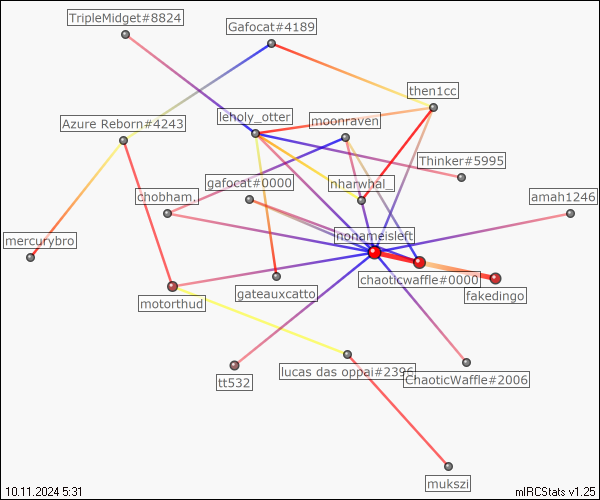 TripleMidget#8824
Gafocat#4189
then1cc
leholy_otter
moonraven
Azure Reborn#4243
Thinker#5995
gafocat#0000
nharwhal_
chobham.
amah1246
nonameisleft
mercurybro
chaoticwaffle#0000
gateauxcatto
fakedingo
motorthud
lucas das oppai#2396
ChaoticWaffle#2006
tt532
mukszi
10.11.2024 5:31
mIRCStats v1.25